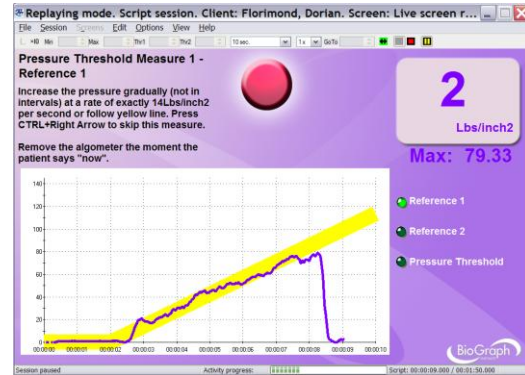 Replaying mode. Script session. Client: Florimond, Dorian. Screen: Live screen r...
File Session Screens Edit Options View Help
Min Max Thr1 Thr2 10 sec. 1x GoTo
Pressure Threshold Measure 1 -
Reference 1
Increase the pressure gradually (not in
intervals) at a rate of exactly 14Lbs/inch2
per second or follow yellow line. Press
CTRL+Right Arrow to skip this measure.
Remove the algometer the moment the
patient says "now".
2
Lbs/inch2
Max: 79.33
Reference 1
Reference 2
Pressure Threshold
140
120
100
80
60
40
20
0
00:00:00 00:00:01 00:00:02 00:00:03 00:00:04 00:00:05 00:00:06 00:00:07 00:00:08 00:00:09 00:00:10
BioGraph
Session paused Activity progress: Script: 00:00:09.000 / 00:01:50.000